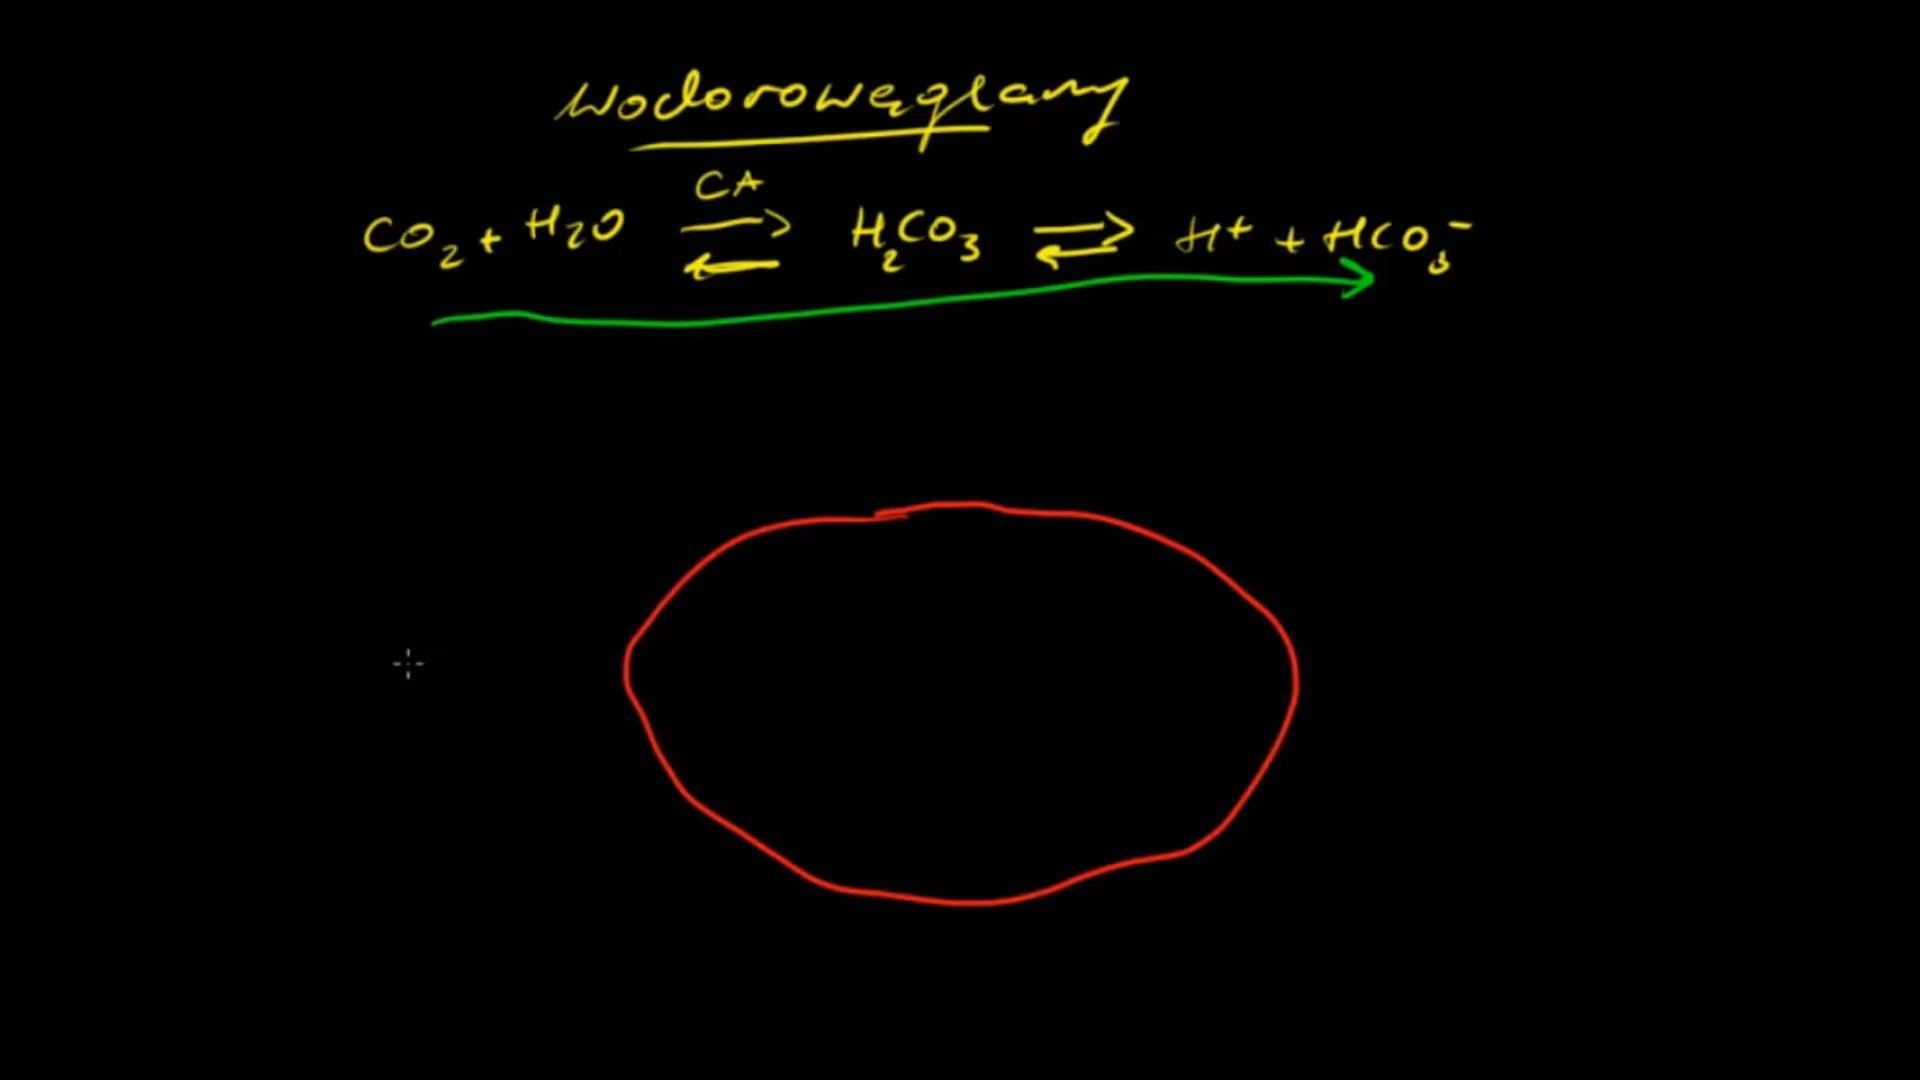 Wodorowęglany
CA
CO₂ + H₂O ⇌ H₂CO₃ ⇌ H⁺ + HCO₃⁻